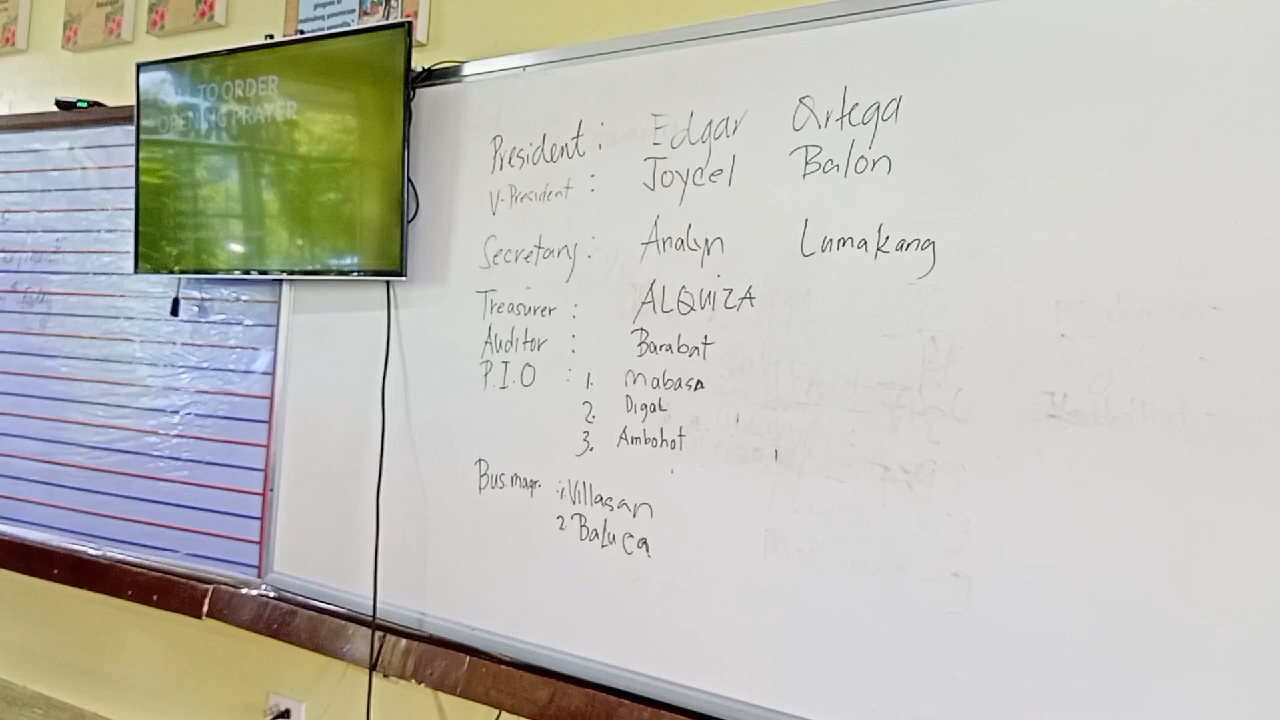 TO ORDER
OPENING PRAYER
President : Edgar Ortega
V-President : Joycel Balon
Secretary : Analyn Lumakang
Treasurer : ALQUIZA
Auditor : Barabat
P.I.O : 1. Mabasa
2. Digal
3. Ambohot
Bus. magr. : 1. Villasan
2. Baluca